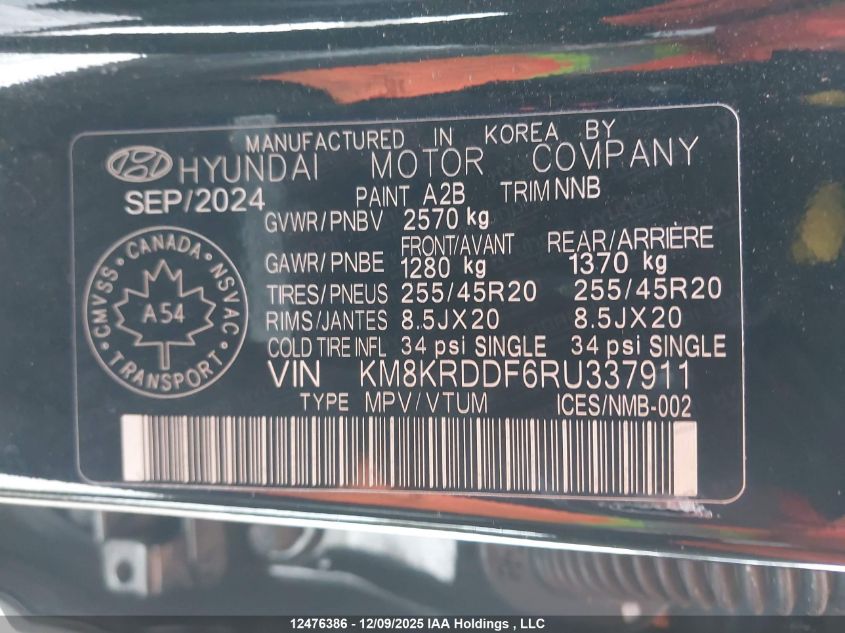 MANUFACTURED IN KOREA BY
HYUNDAI MOTOR COMPANY
SEP/2024 PAINT A2B TRIM NNB
GVWR/PNBV 2570 kg
FRONT/AVANT REAR/ARRIÈRE
GAWR/PNBE 1280 kg 1370 kg
TIRES/PNEUS 255/45R20 255/45R20
RIMS/JANTES 8.5JX20 8.5JX20
COLD TIRE INFL 34 psi SINGLE 34 psi SINGLE
VIN KM8KRDDF6RU337911
TYPE MPV/VTUM ICES/NMB-002
CMVSS • CANADA • NSVAC • TRANSPORT •
A54
12476386 - 12/09/2025 IAA Holdings , LLC